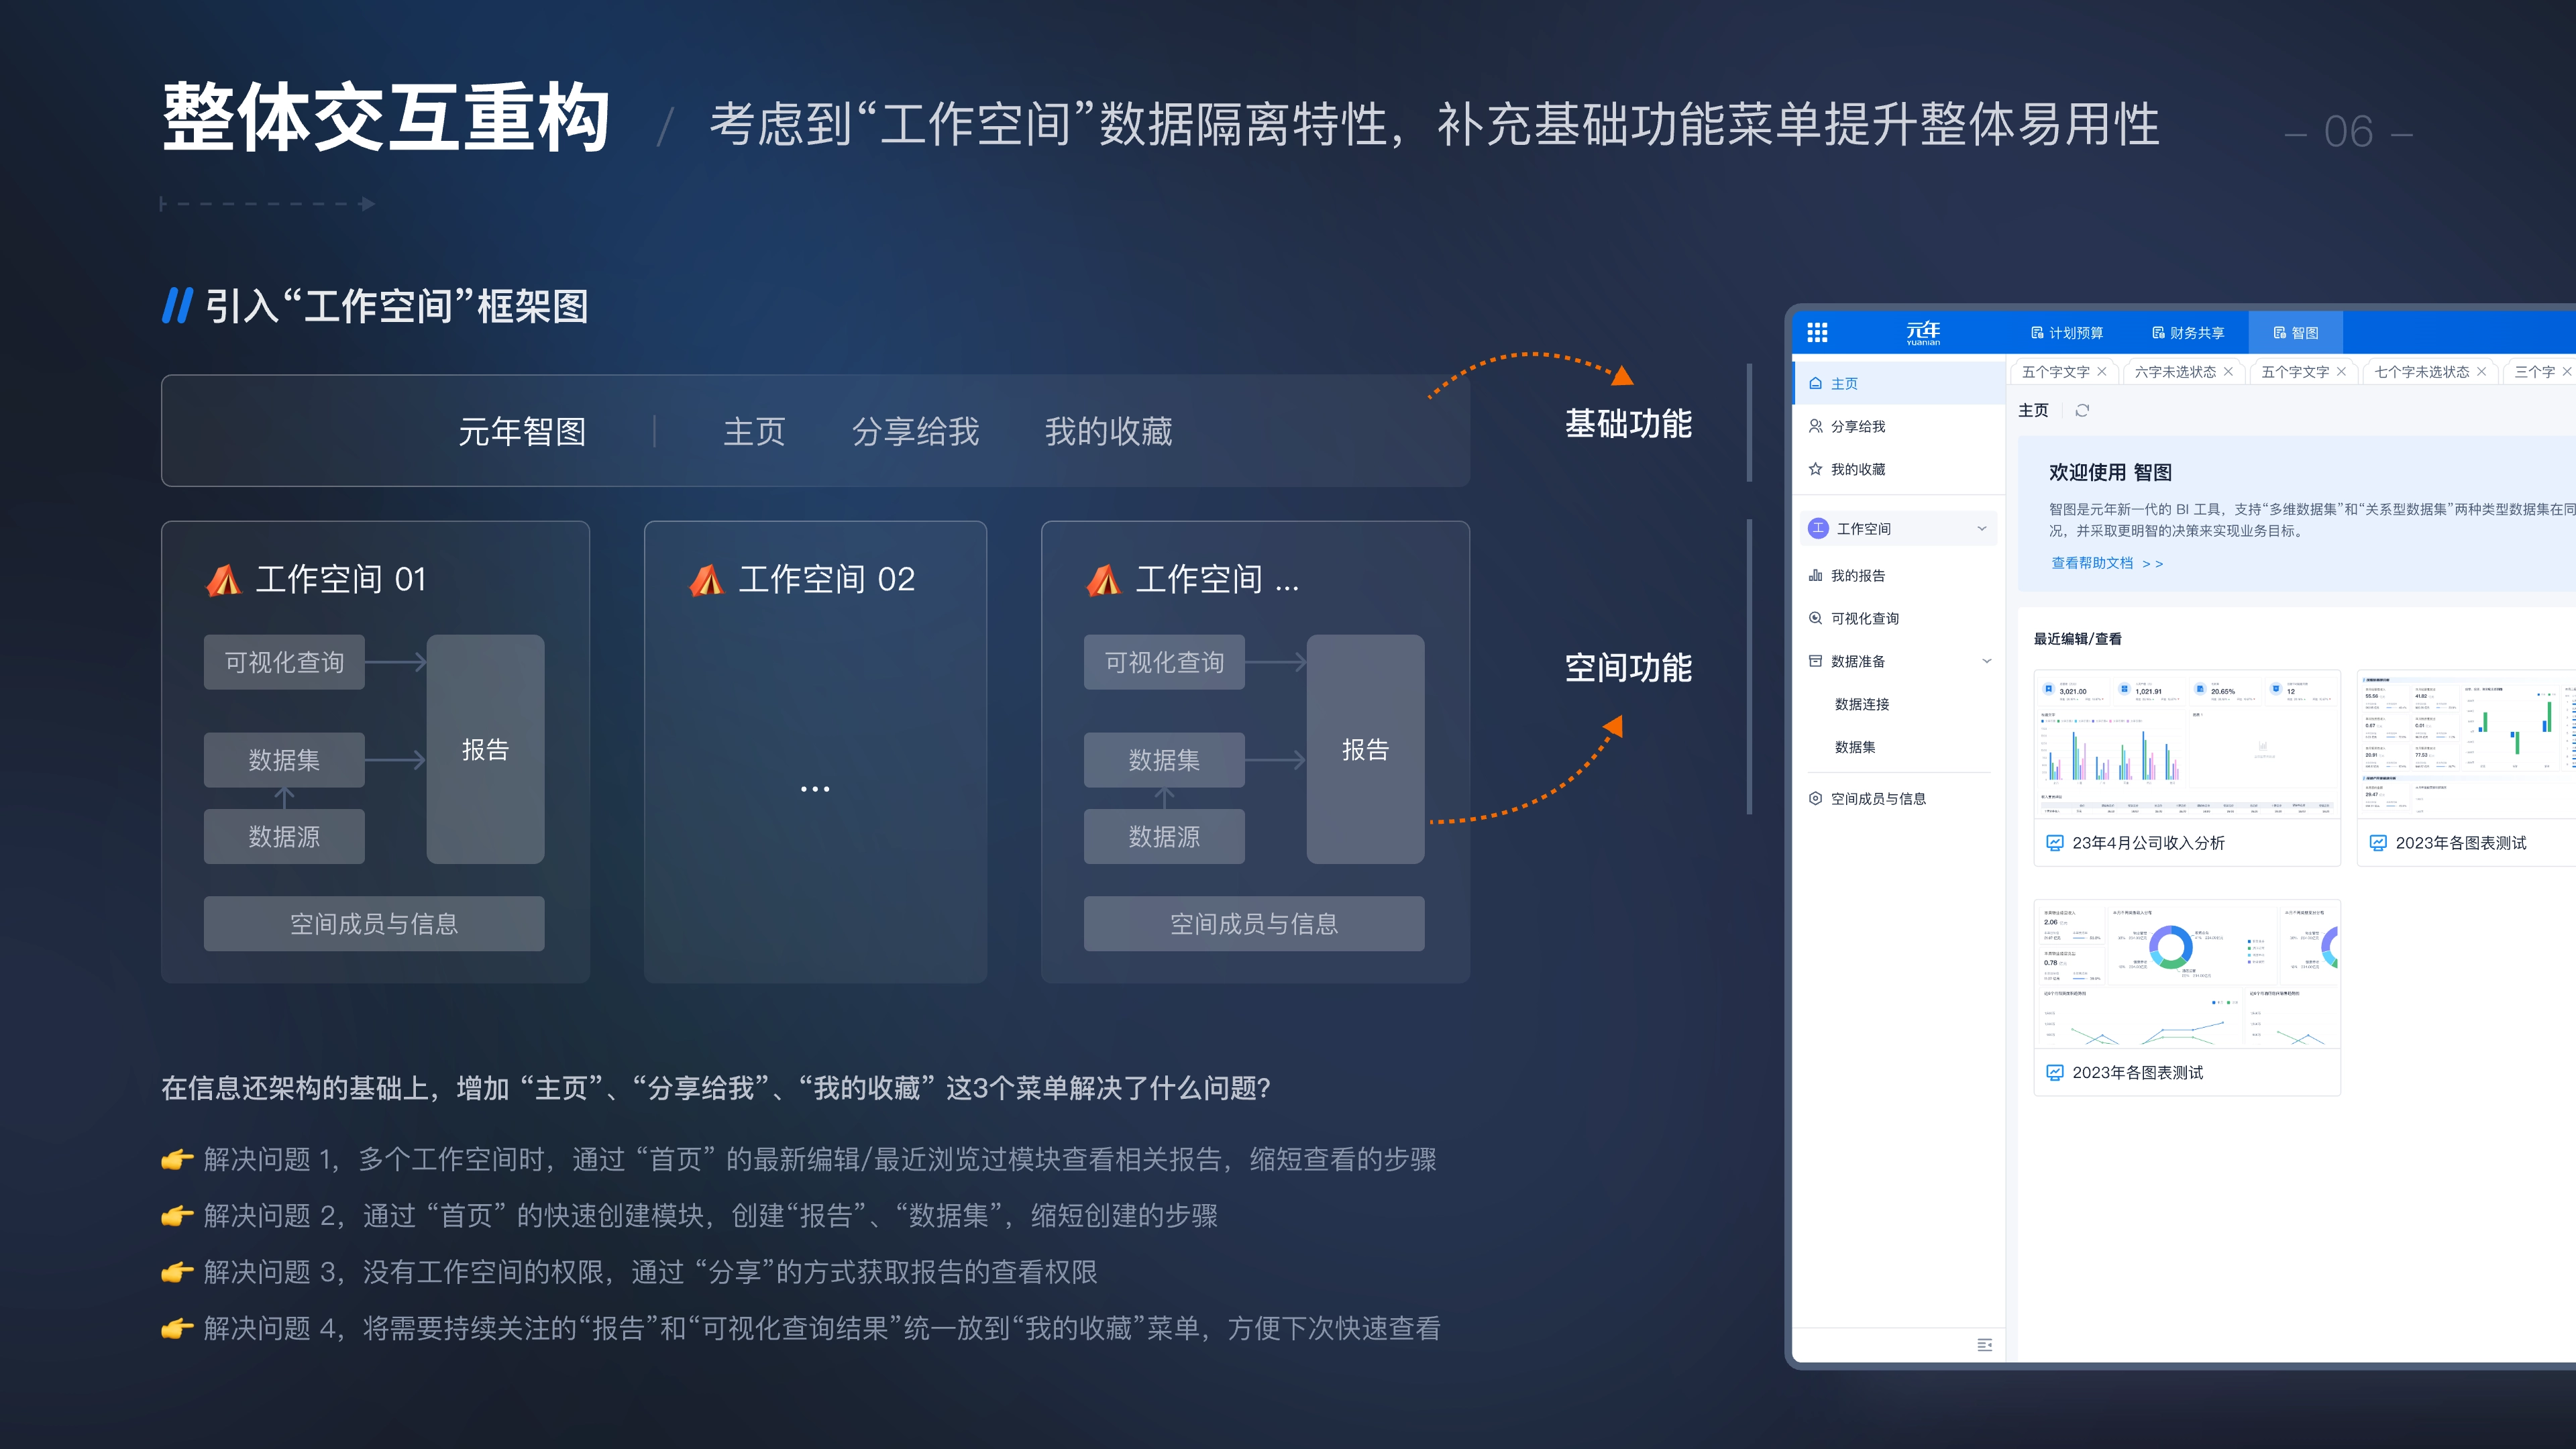 整体交互重构 / 考虑到“工作空间”数据隔离特性，补充基础功能菜单提升整体易用性 – 06 –
引入“工作空间”框架图
元年智图 | 主页 分享给我 我的收藏
工作空间 01
可视化查询
数据集
数据源
报告
空间成员与信息
工作空间 02
...
工作空间 ...
可视化查询
数据集
数据源
报告
空间成员与信息
基础功能
空间功能
在信息还架构的基础上，增加 “主页”、“分享给我”、“我的收藏” 这3个菜单解决了什么问题？
解决问题 1，多个工作空间时，通过 “首页” 的最新编辑/最近浏览过模块查看相关报告，缩短查看的步骤
解决问题 2，通过 “首页” 的快速创建模块，创建“报告”、“数据集”，缩短创建的步骤
解决问题 3，没有工作空间的权限，通过 “分享”的方式获取报告的查看权限
解决问题 4，将需要持续关注的“报告”和“可视化查询结果”统一放到“我的收藏”菜单，方便下次快速查看
元年 yuanian 计划预算 财务共享 智图
五个字文字 六字未选状态 五个字文字 七个字未选状态 三个字
主页
分享给我
我的收藏
工 工作空间
我的报告
可视化查询
数据准备
数据连接
数据集
空间成员与信息
主页
欢迎使用 智图
智图是元年新一代的 BI 工具，支持“多维数据集”和“关系型数据集”两种类型数据集在同
况，并采取更明智的决策来实现业务目标。
查看帮助文档 > >
最近编辑/查看
3,021.00 1,021.91 20.65% 12
23年4月公司收入分析
55.56 41.82
0.67 0.01
20.81 77.53
29.47
2023年各图表测试
2.06
0.78
2023年各图表测试